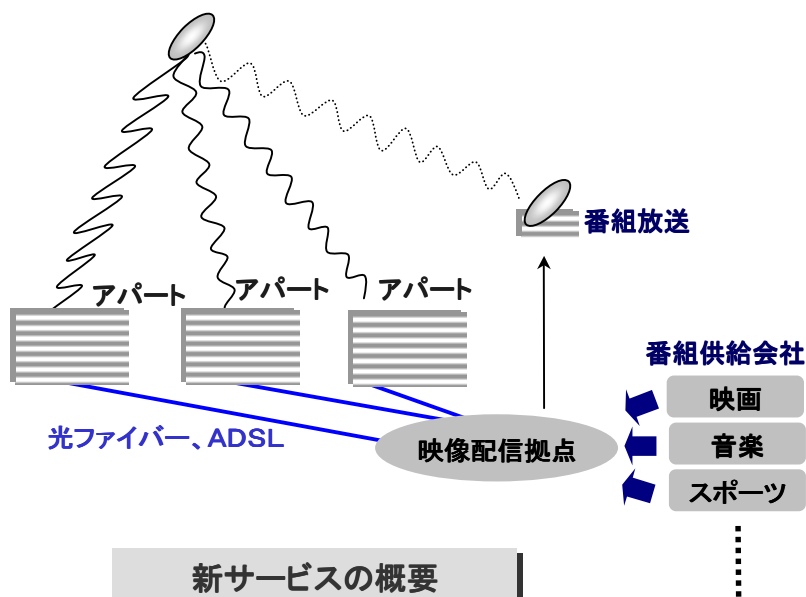 番組放送
アパート
アパート
アパート
番組供給会社
映画
音楽
スポーツ
光ファイバー、ADSL
映像配信拠点
新サービスの概要